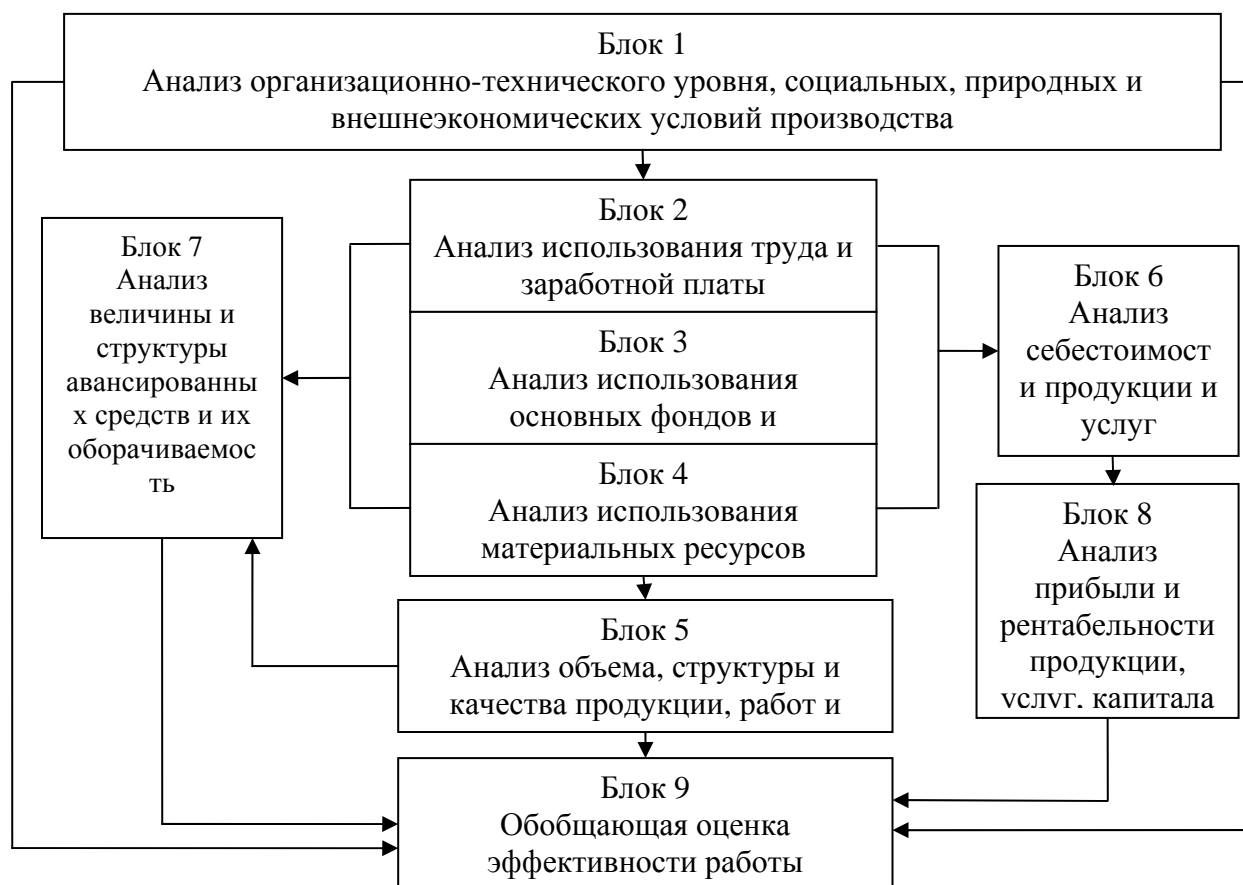 Блок 1
Анализ организационно-технического уровня, социальных, природных и
внешнеэкономических условий производства
Блок 2
Анализ использования труда и
заработной платы
Блок 7
Анализ
величины и
структуры
авансированны
х средств и их
оборачиваемос
ть
Блок 3
Анализ использования
основных фондов и
Блок 6
Анализ
себестоимост
и продукции и
услуг
Блок 4
Анализ использования
материальных ресурсов
Блок 8
Анализ
прибыли и
рентабельности
продукции,
услуг, капитала
Блок 5
Анализ объема, структуры и
качества продукции, работ и
Блок 9
Обобщающая оценка
эффективности работы